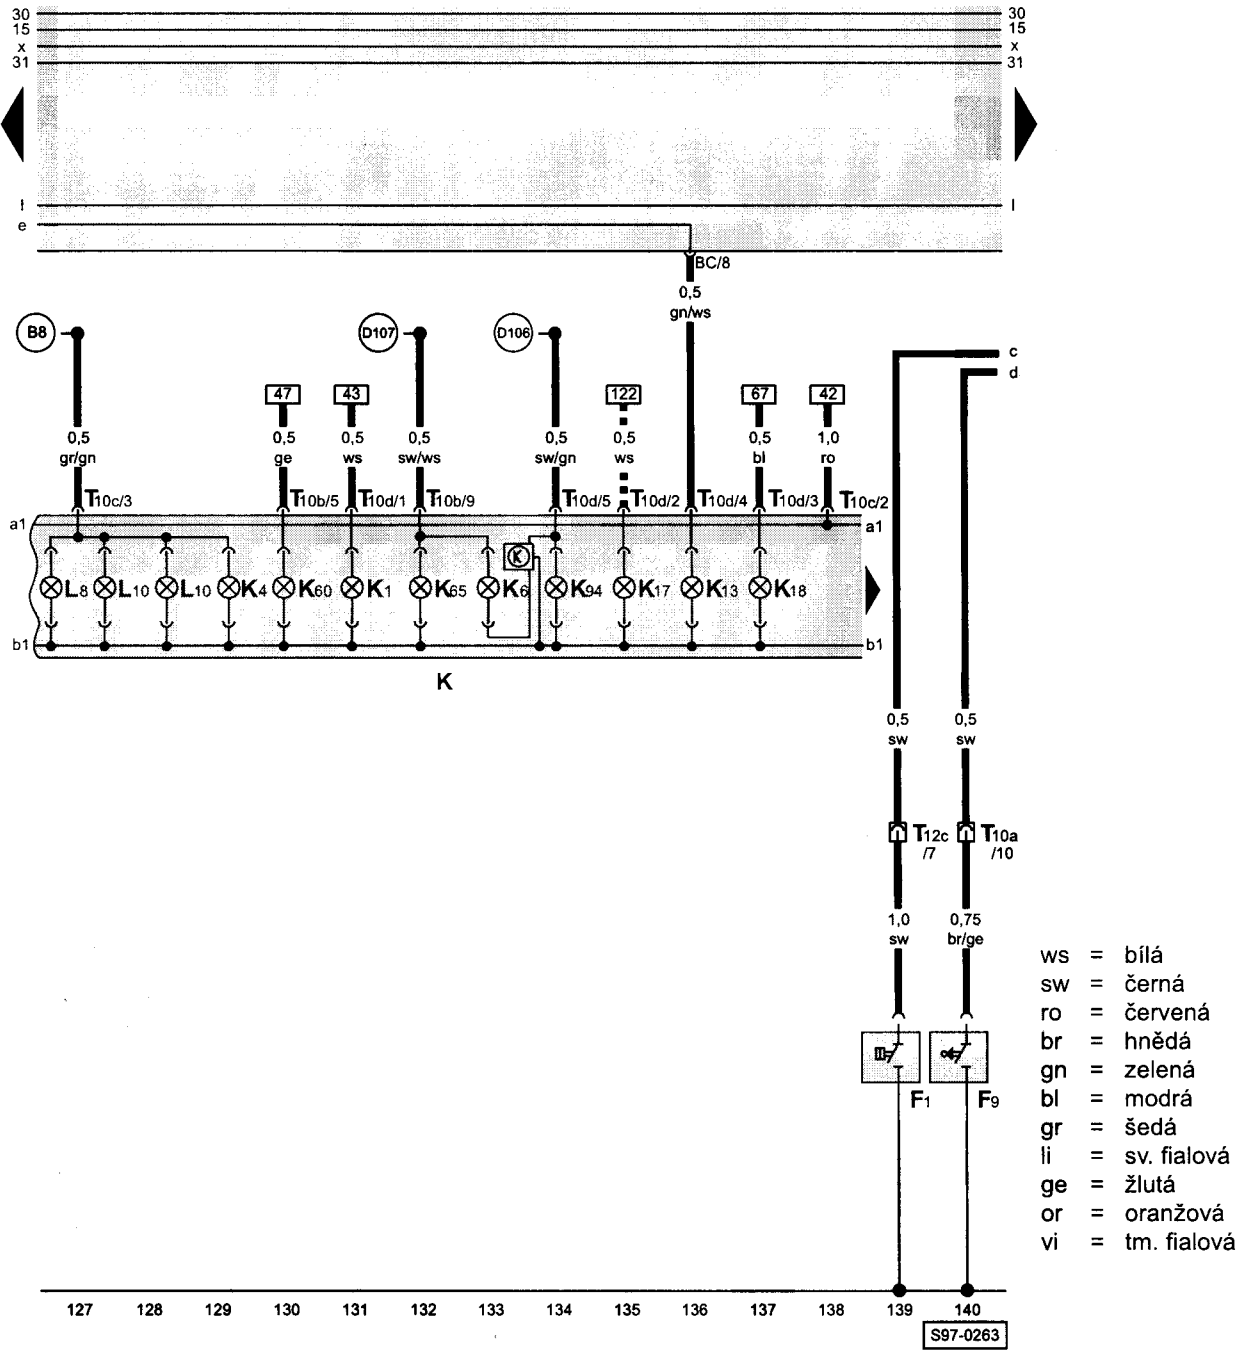 30 30
15 15
x x
31 31
l l
e
BC/8
0,5
gn/ws
B8 D107 D106
c
d
47 43 122 67 42
0,5 0,5 0,5 0,5 0,5 0,5 0,5 1,0
gr/gn ge ws sw/ws sw/gn ws bl ro
T10c/3 T10b/5 T10d/1 T10b/9 T10d/5 T10d/2 T10d/4 T10d/3 T10c/2
a1 a1
K
L8 L10 L10 K4 K60 K1 K65 K6 K94 K17 K13 K18
b1 b1
K
0,5 0,5
sw sw
T12c T10a
/7 /10
1,0 0,75
sw br/ge
ws = bílá
sw = černá
ro = červená
br = hnědá
gn = zelená
bl = modrá
gr = šedá
li = sv. fialová
ge = žlutá
or = oranžová
vi = tm. fialová
F1 F9
127 128 129 130 131 132 133 134 135 136 137 138 139 140
S97-0263